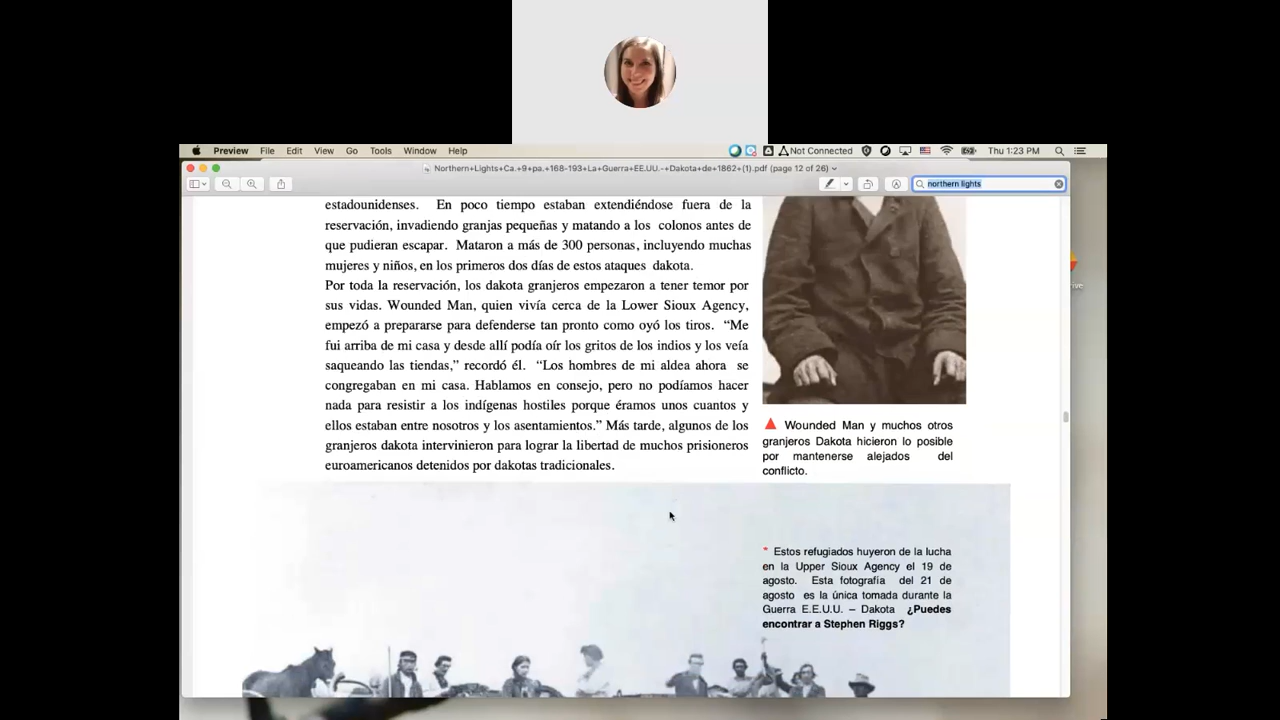 Preview File Edit View Go Tools Window Help Not Connected Thu 1:23 PM
Northern+Lights+Ca.+9+pa.+168-193+La+Guerra+EE.UU.-+Dakota+de+1862+(1).pdf (page 12 of 26)
northern lights
estadounidenses. En poco tiempo estaban extendiéndose fuera de la
reservación, invadiendo granjas pequeñas y matando a los colonos antes de
que pudieran escapar. Mataron a más de 300 personas, incluyendo muchas
mujeres y niños, en los primeros dos días de estos ataques dakota.
Por toda la reservación, los dakota granjeros empezaron a tener temor por
sus vidas. Wounded Man, quien vivía cerca de la Lower Sioux Agency,
empezó a prepararse para defenderse tan pronto como oyó los tiros. “Me
fui arriba de mi casa y desde allí podía oír los gritos de los indios y los veía
saqueando las tiendas,” recordó él. “Los hombres de mi aldea ahora se
congregaban en mi casa. Hablamos en consejo, pero no podíamos hacer
nada para resistir a los indígenas hostiles porque éramos unos cuantos y
ellos estaban entre nosotros y los asentamientos.” Más tarde, algunos de los
granjeros dakota intervinieron para lograr la libertad de muchos prisioneros
euroamericanos detenidos por dakotas tradicionales.
Wounded Man y muchos otros
granjeros Dakota hicieron lo posible
por mantenerse alejados del
conflicto.
* Estos refugiados huyeron de la lucha
en la Upper Sioux Agency el 19 de
agosto. Esta fotografía del 21 de
agosto es la única tomada durante la
Guerra E.E.U.U. – Dakota ¿Puedes
encontrar a Stephen Riggs?